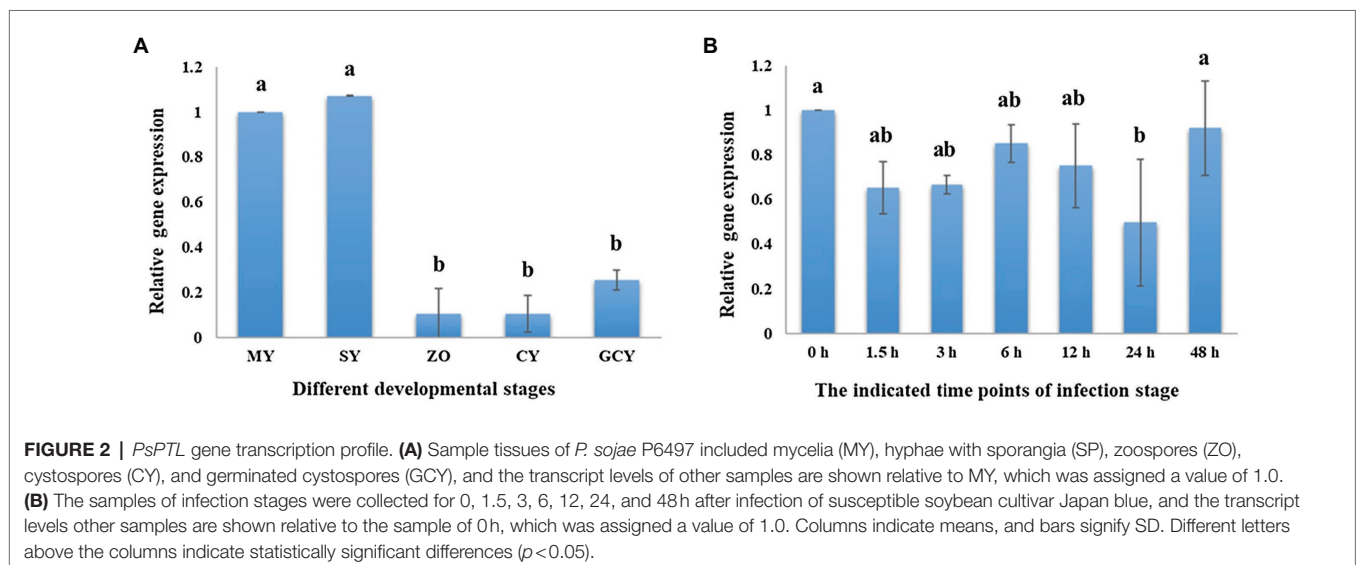 A
Relative gene expression
1.2
1
0.8
0.6
0.4
0.2
0
a
a
b
b
b
MY
SY
ZO
CY
GCY
Different developmental stages
B
Relative gene expression
1.2
1
0.8
0.6
0.4
0.2
0
a
ab
ab
ab
ab
b
a
0 h
1.5 h
3 h
6 h
12 h
24 h
48 h
The indicated time points of infection stage
FIGURE 2 | PsPTL gene transcription profile. (A) Sample tissues of P. sojae P6497 included mycelia (MY), hyphae with sporangia (SP), zoospores (ZO),
cystospores (CY), and germinated cystospores (GCY), and the transcript levels of other samples are shown relative to MY, which was assigned a value of 1.0.
(B) The samples of infection stages were collected for 0, 1.5, 3, 6, 12, 24, and 48 h after infection of susceptible soybean cultivar Japan blue, and the transcript
levels other samples are shown relative to the sample of 0 h, which was assigned a value of 1.0. Columns indicate means, and bars signify SD. Different letters
above the columns indicate statistically significant differences (p < 0.05).